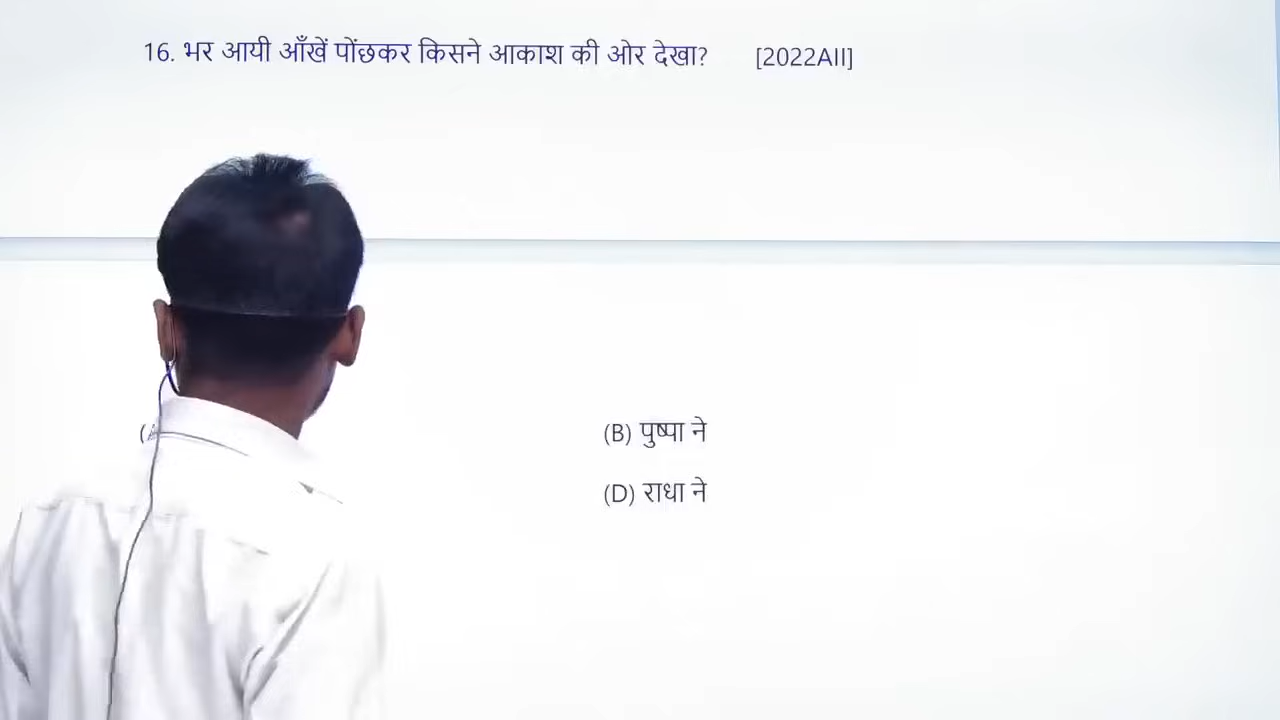 16. भर आयी आँखें पोंछकर किसने आकाश की ओर देखा? [2022AII]
(B) पुष्पा ने
(D) राधा ने